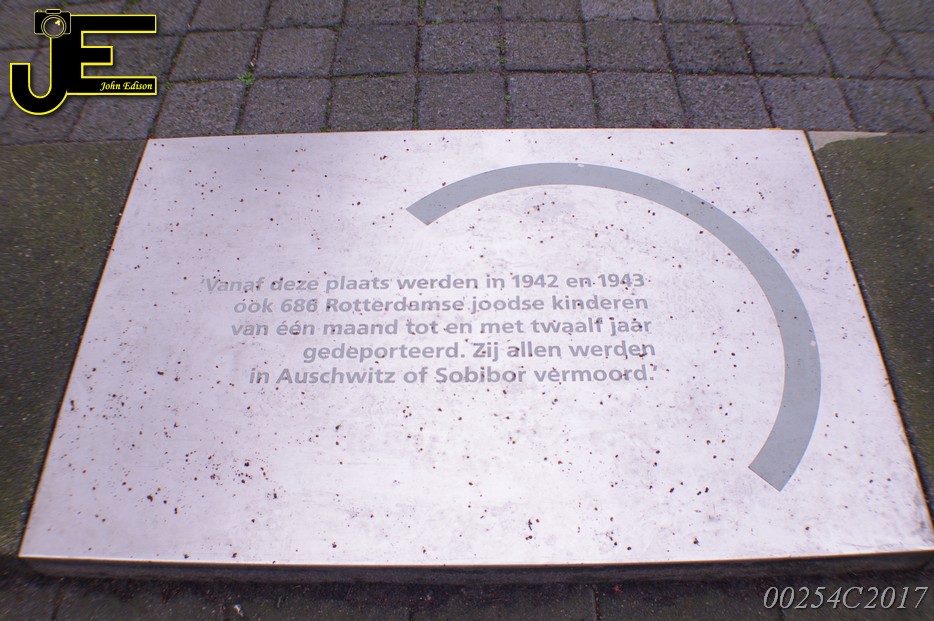 JE
John Edison
'Vanaf deze plaats werden in 1942 en 1943
ook 686 Rotterdamse joodse kinderen
van één maand tot en met twaalf jaar
gedeporteerd. Zij allen werden
in Auschwitz of Sobibor vermoord.'
00254C2017